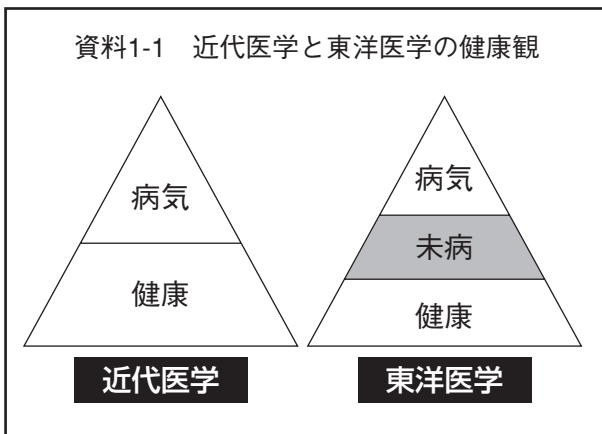 資料1-1　近代医学と東洋医学の健康観
病気
健康
近代医学
病気
未病
健康
東洋医学